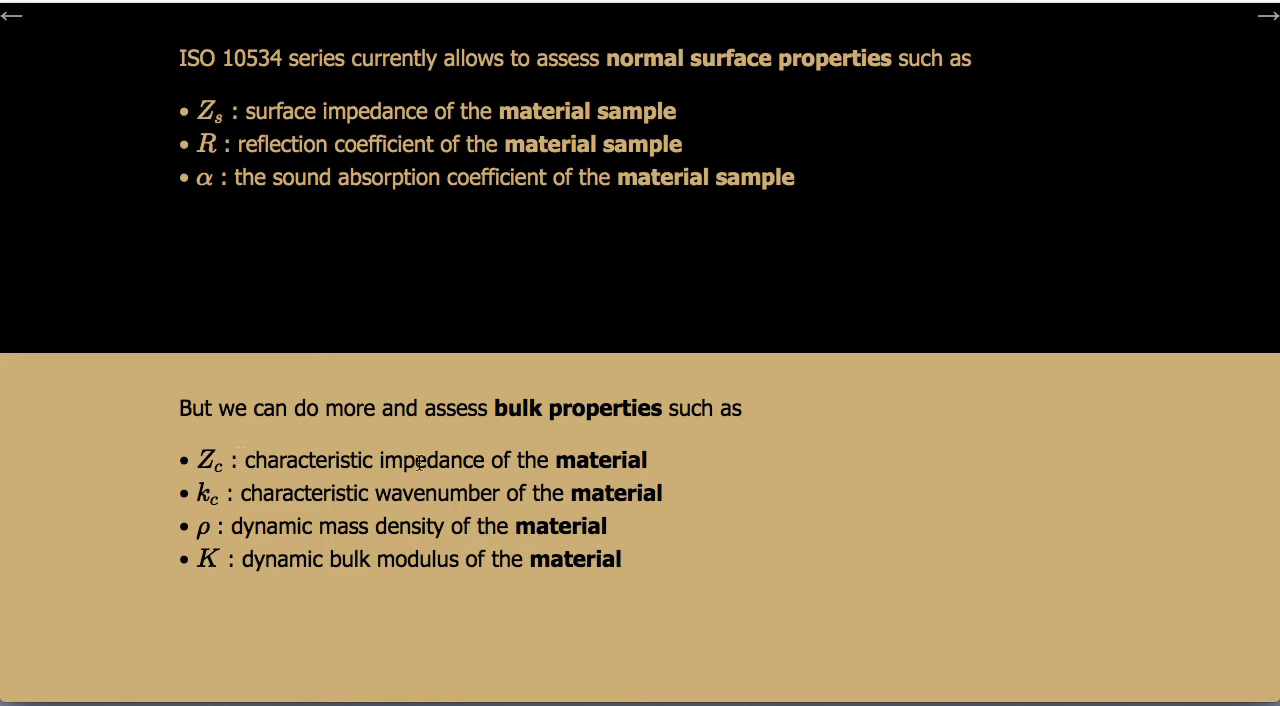 ISO 10534 series currently allows to assess normal surface properties such as
• Zₛ : surface impedance of the material sample
• R : reflection coefficient of the material sample
• α : the sound absorption coefficient of the material sample
But we can do more and assess bulk properties such as
• Z_c : characteristic impedance of the material
• k_c : characteristic wavenumber of the material
• ρ : dynamic mass density of the material
• K : dynamic bulk modulus of the material